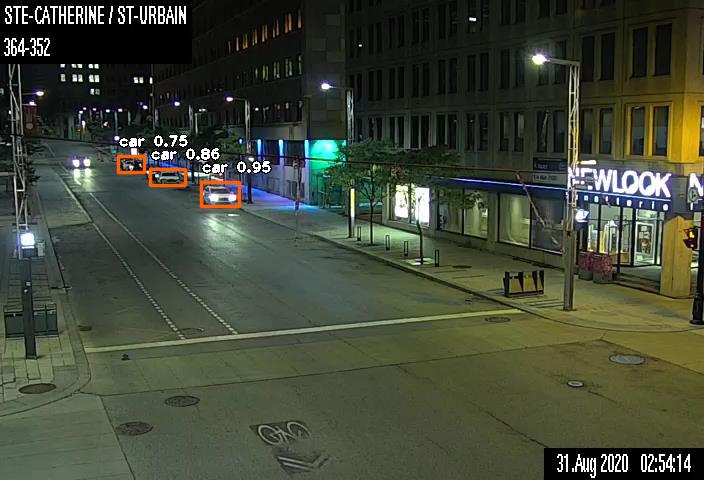 STE-CATHERINE / ST-URBAIN
364-352
car 0.75
car 0.86
car 0.95
NEWLOOK
31.Aug 2020 02:54:14